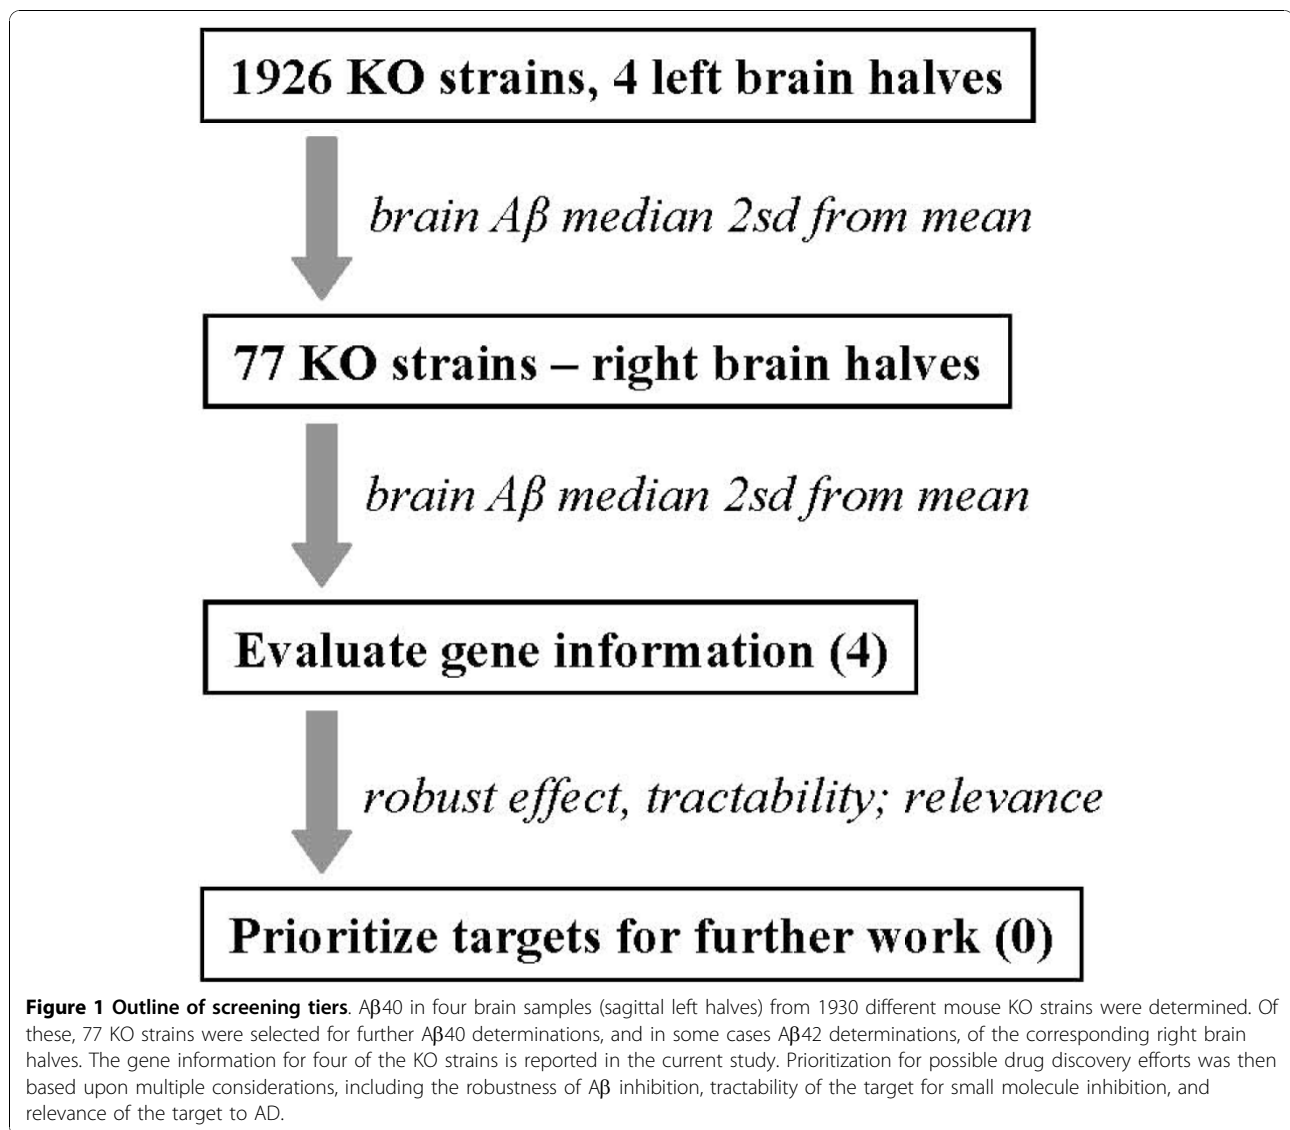 1926 KO strains, 4 left brain halves
brain Aβ median 2sd from mean
77 KO strains – right brain halves
brain Aβ median 2sd from mean
Evaluate gene information (4)
robust effect, tractability; relevance
Prioritize targets for further work (0)
Figure 1 Outline of screening tiers. Aβ40 in four brain samples (sagittal left halves) from 1930 different mouse KO strains were determined. Of
these, 77 KO strains were selected for further Aβ40 determinations, and in some cases Aβ42 determinations, of the corresponding right brain
halves. The gene information for four of the KO strains is reported in the current study. Prioritization for possible drug discovery efforts was then
based upon multiple considerations, including the robustness of Aβ inhibition, tractability of the target for small molecule inhibition, and
relevance of the target to AD.